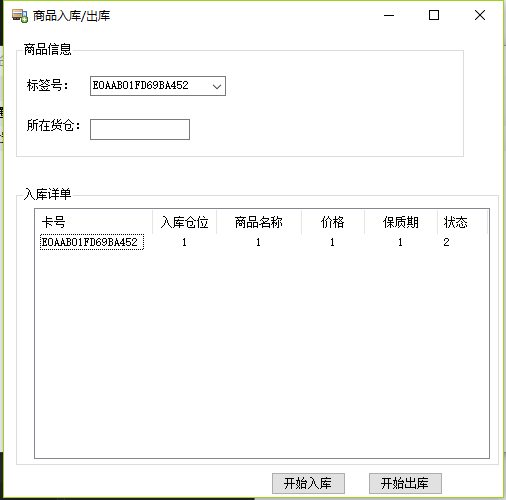 商品入库/出库
商品信息
标签号： E0AAB01FD69BA452
所在货仓：
入库详单
卡号 入库仓位 商品名称 价格 保质期 状态
E0AAB01FD69BA452 1 1 1 1 2
开始入库 开始出库